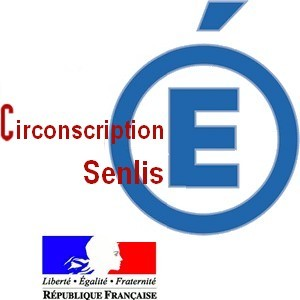 É
Circonscription
Senlis
Liberté • Égalité • Fraternité
RÉPUBLIQUE FRANÇAISE